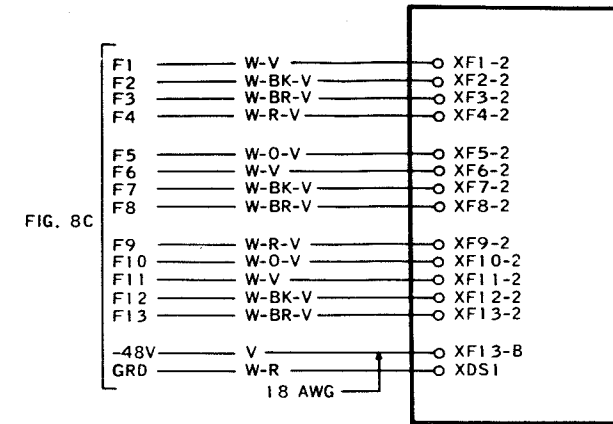 F1 W-V XF1-2
F2 W-BK-V XF2-2
F3 W-BR-V XF3-2
F4 W-R-V XF4-2
F5 W-O-V XF5-2
F6 W-V XF6-2
F7 W-BK-V XF7-2
F8 W-BR-V XF8-2
FIG. 8C
F9 W-R-V XF9-2
F10 W-O-V XF10-2
F11 W-V XF11-2
F12 W-BK-V XF12-2
F13 W-BR-V XF13-2
-48V V XF13-B
GRD W-R XDS1
18 AWG